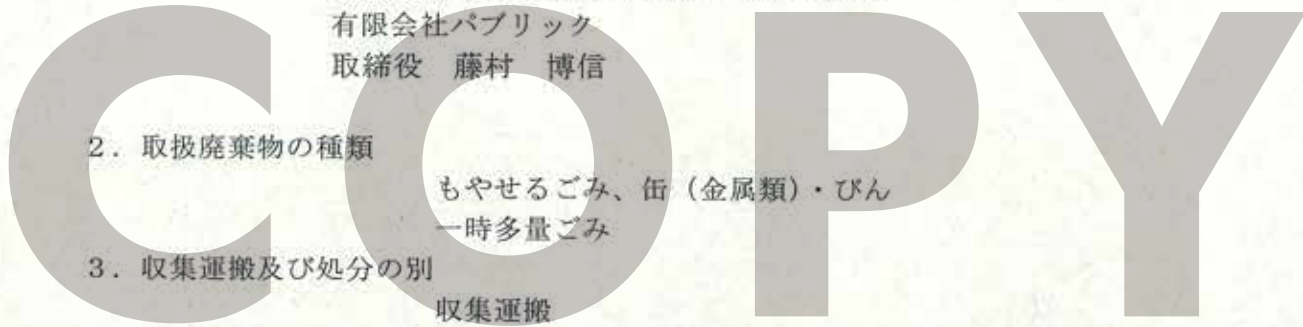 有限会社パブリック
取締役　藤村　博信
2．取扱廃棄物の種類
もやせるごみ、缶（金属類）・びん
一時多量ごみ
3．収集運搬及び処分の別
収集運搬
COPY